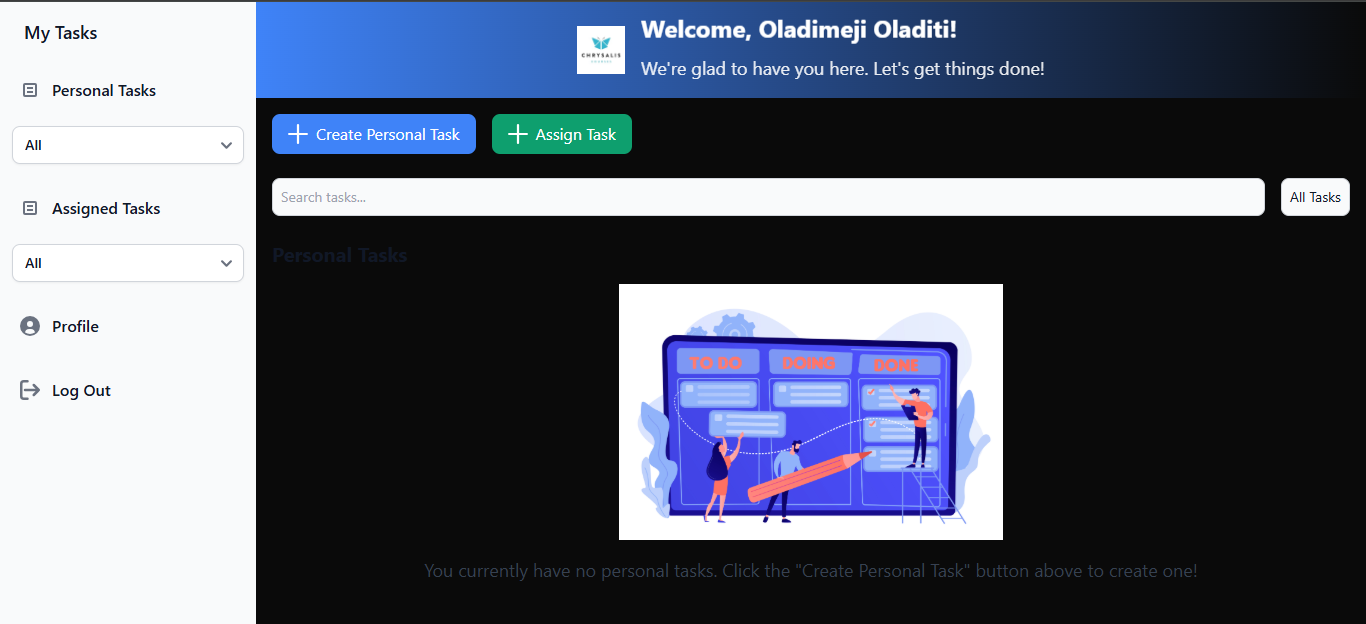 My Tasks
Personal Tasks
All
Assigned Tasks
All
Profile
Log Out
CHRYSALIS
Welcome, Oladimeji Oladiti!
We're glad to have you here. Let's get things done!
Create Personal Task
Assign Task
Search tasks...
All Tasks
Personal Tasks
TO DO
DOING
DONE
You currently have no personal tasks. Click the "Create Personal Task" button above to create one!